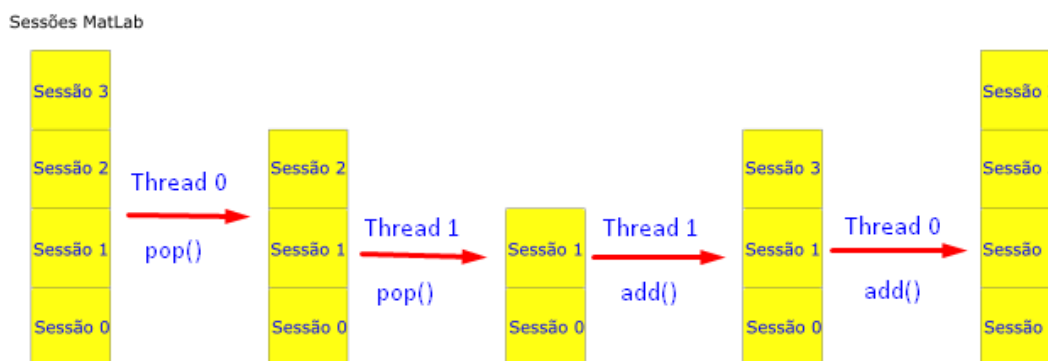 Sessões MatLab
Sessão 3
Sessão 2
Sessão 1
Sessão 0
Thread 0
pop()
Sessão 2
Sessão 1
Sessão 0
Thread 1
pop()
Sessão 1
Sessão 0
Thread 1
add()
Sessão 3
Sessão 1
Sessão 0
Thread 0
add()
Sessão
Sessão
Sessão
Sessão